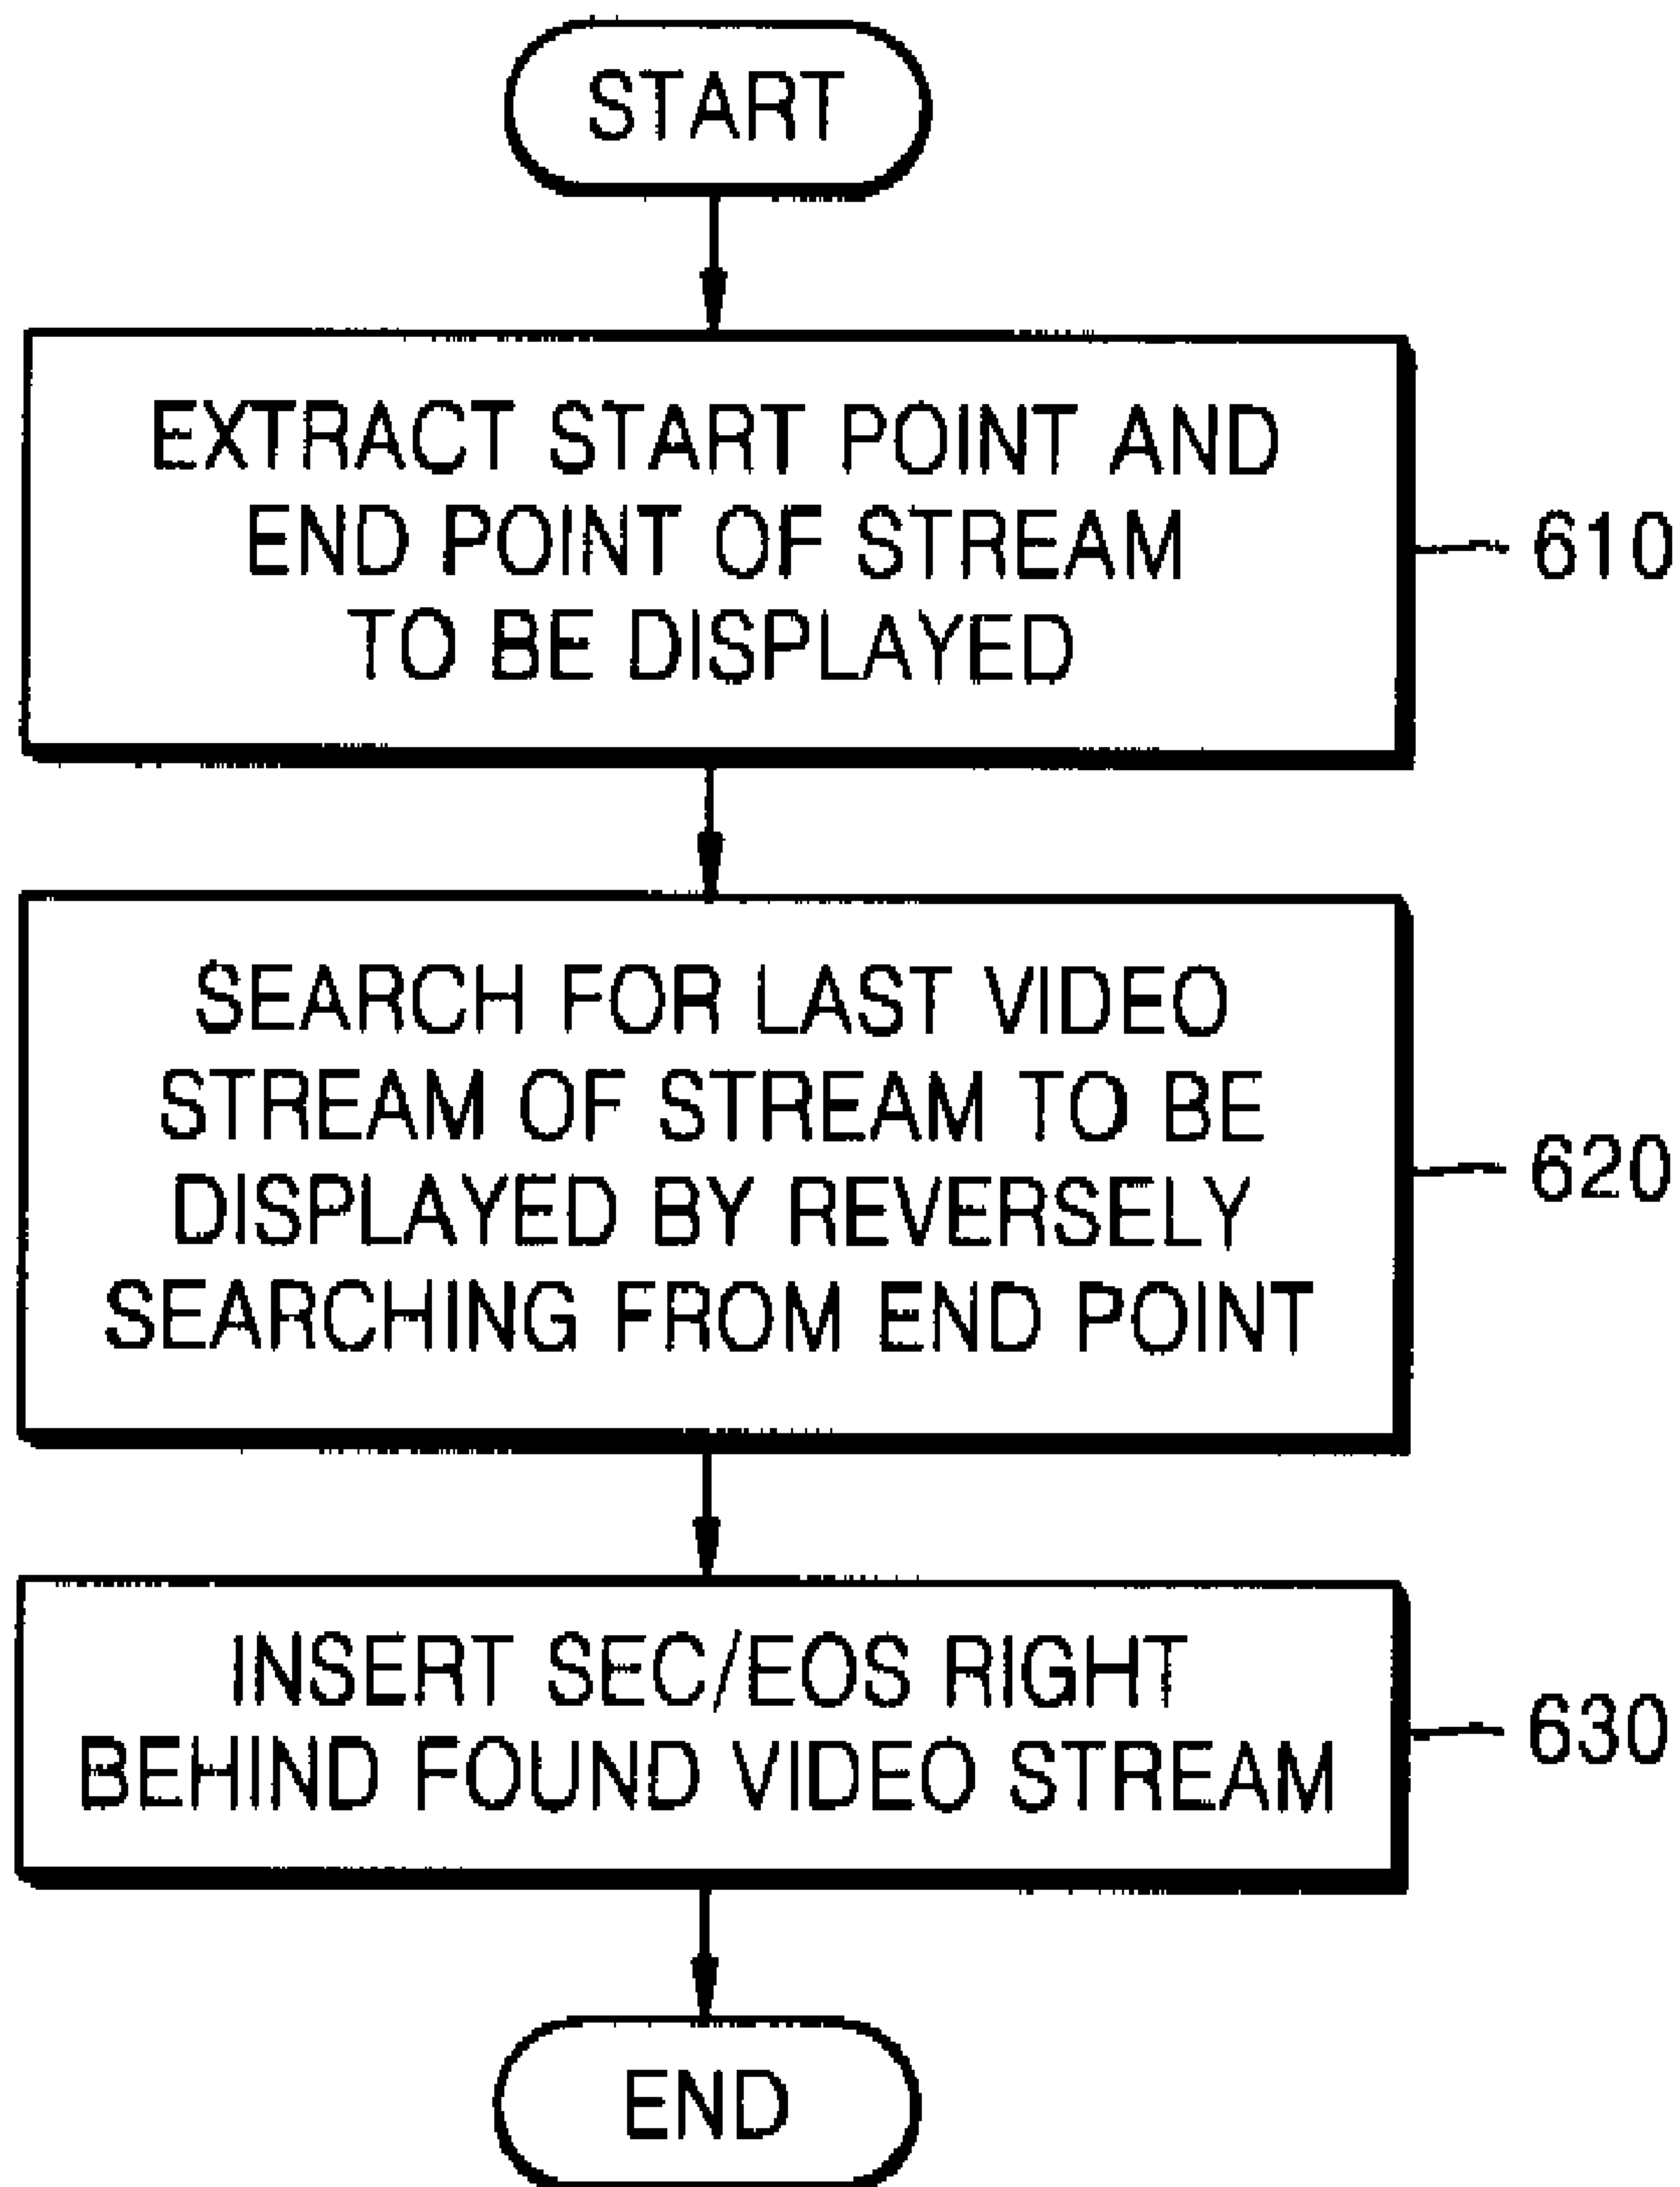 START
EXTRACT START POINT AND
END POINT OF STREAM
TO BE DISPLAYED
610
SEARCH FOR LAST VIDEO
STREAM OF STREAM TO BE
DISPLAYED BY REVERSELY
SEARCHING FROM END POINT
620
INSERT SEC/EOS RIGHT
BEHIND FOUND VIDEO STREAM
630
END